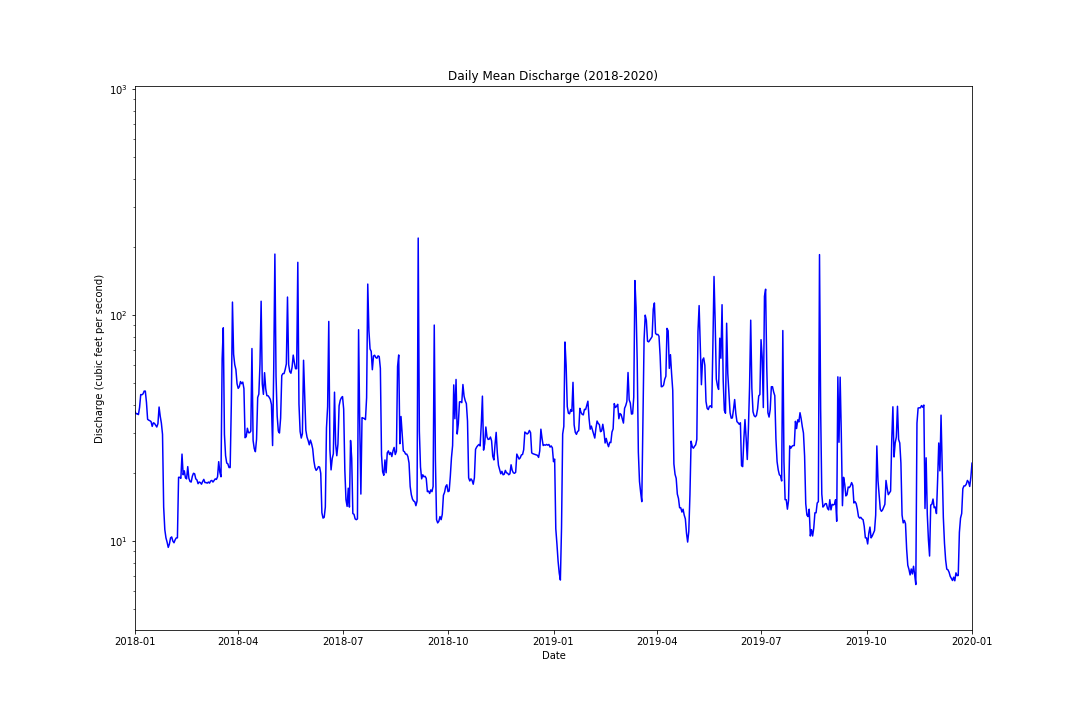 Daily Mean Discharge (2018-2020)
Discharge (cubic feet per second)
10³
10²
10¹
2018-01 2018-04 2018-07 2018-10 2019-01 2019-04 2019-07 2019-10 2020-01
Date